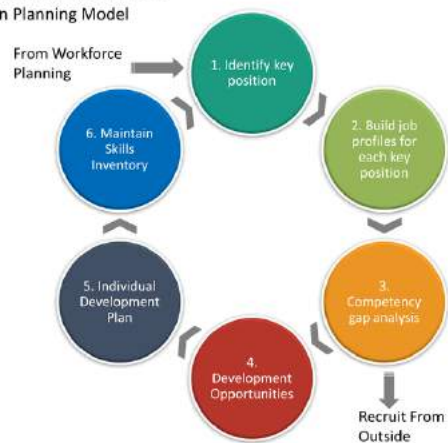 n Planning Model
From Workforce
Planning
1. Identify key
position
2. Build job
profiles for
each key
position
3.
Competency
gap analysis
Recruit From
Outside
4.
Development
Opportunities
5. Individual
Development
Plan
6. Maintain
Skills
Inventory